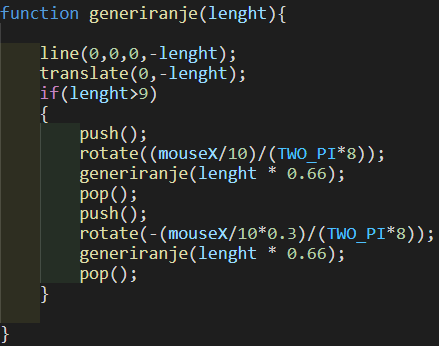 function generiranje(lenght){
line(0,0,0,-lenght);
translate(0,-lenght);
if(lenght>9)
{
push();
rotate((mouseX/10)/(TWO_PI*8));
generiranje(lenght * 0.66);
pop();
push();
rotate(-(mouseX/10*0.3)/(TWO_PI*8));
generiranje(lenght * 0.66);
pop();
}
}